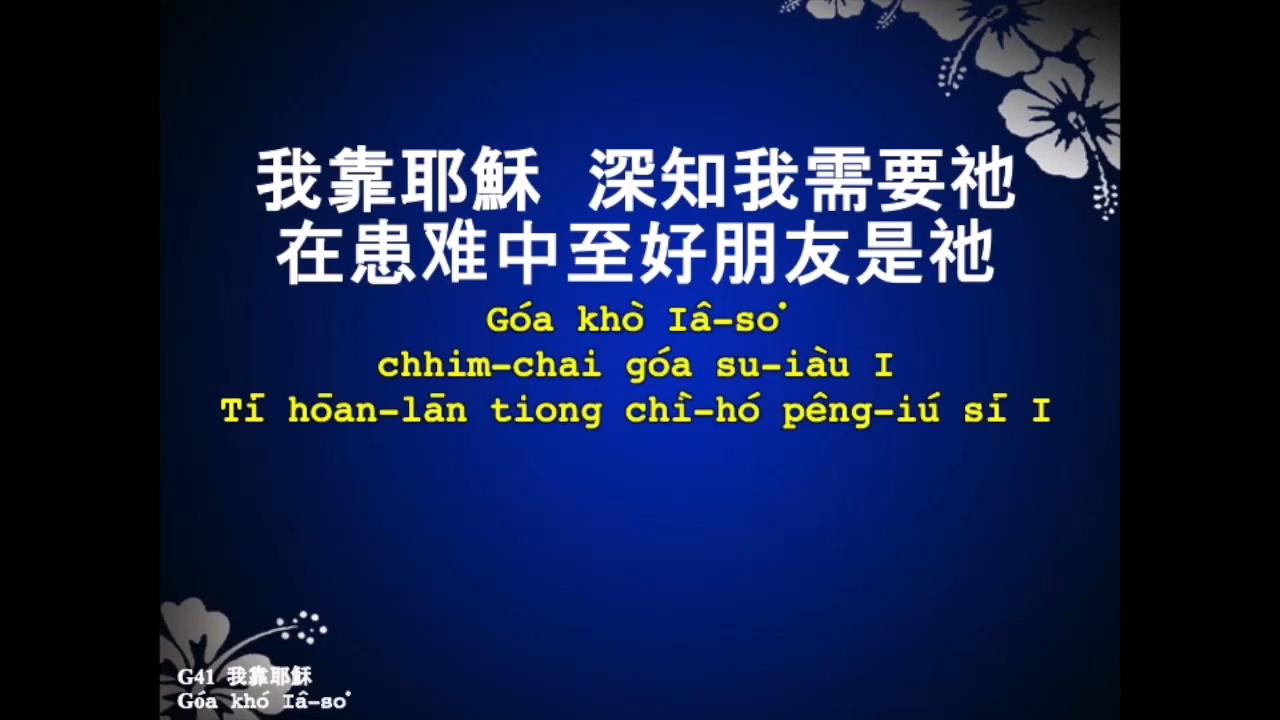 我靠耶穌 深知我需要祂
在患难中至好朋友是祂
Góa khò Iâ-so͘
chhim-chai góa su-iàu I
Tī hōan-lān tiong chì-hó pêng-iú sī I
G41 我靠耶穌
Góa khó Iâ-so͘